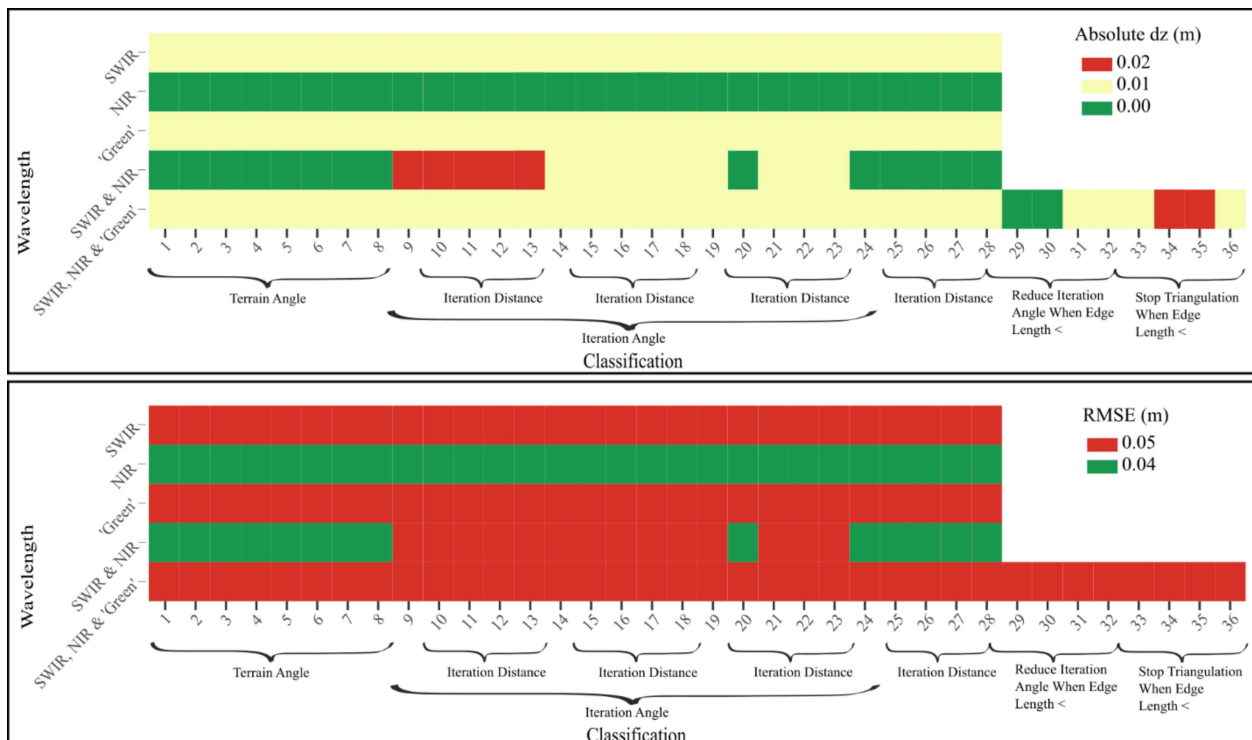 Absolute dz (m)
0.02
0.01
0.00
Wavelength
SWIR
NIR
'Green'
SWIR & NIR
SWIR, NIR & 'Green'
1 2 3 4 5 6 7 8 9 10 11 12 13 14 15 16 17 18 19 20 21 22 23 24 25 26 27 28 29 30 31 32 33 34 35 36
Terrain Angle
Iteration Distance
Iteration Distance
Iteration Distance
Iteration Distance
Reduce Iteration
Angle When Edge
Length <
Stop Triangulation
When Edge
Length <
Iteration Angle
Classification
RMSE (m)
0.05
0.04
Wavelength
SWIR
NIR
'Green'
SWIR & NIR
SWIR, NIR & 'Green'
1 2 3 4 5 6 7 8 9 10 11 12 13 14 15 16 17 18 19 20 21 22 23 24 25 26 27 28 29 30 31 32 33 34 35 36
Terrain Angle
Iteration Distance
Iteration Distance
Iteration Distance
Iteration Distance
Reduce Iteration
Angle When Edge
Length <
Stop Triangulation
When Edge
Length <
Iteration Angle
Classification